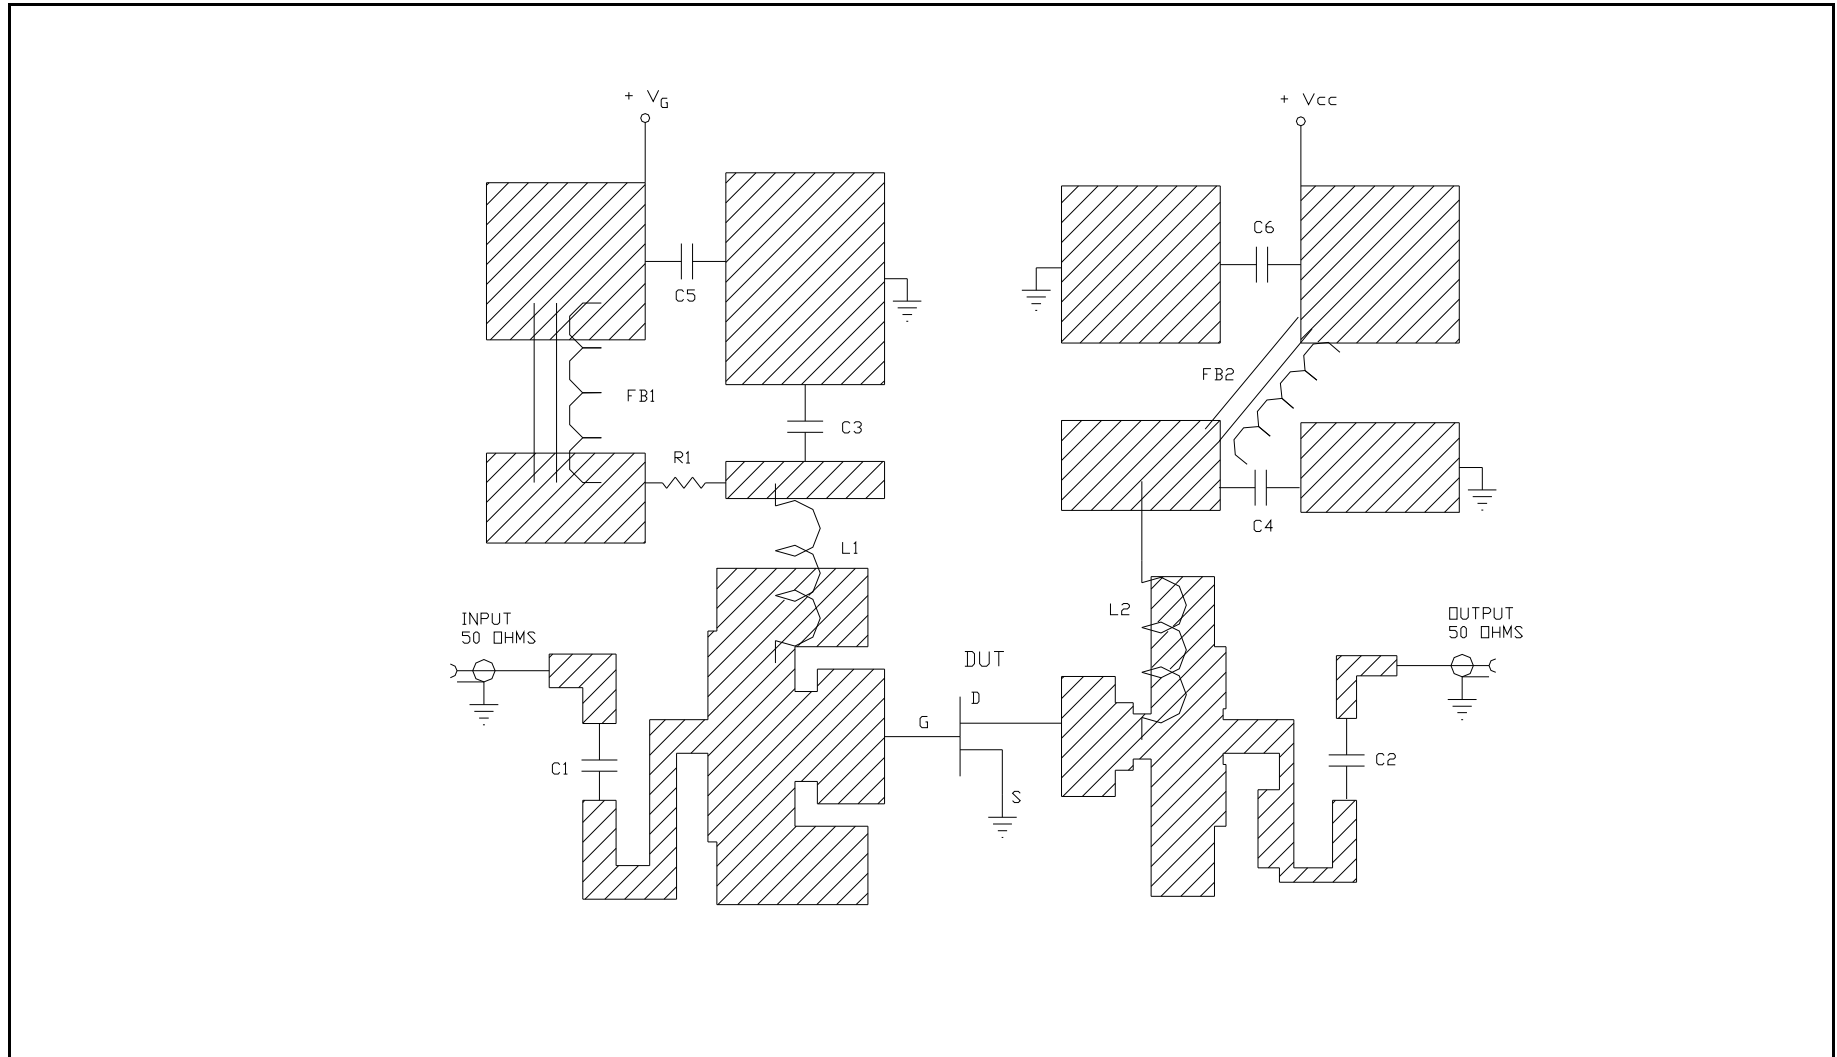 + VG
+ Vcc
C5
C6
FB1
FB2
C3
R1
C4
L1
L2
INPUT
50 OHMS
OUTPUT
50 OHMS
DUT
D
G
S
C1
C2